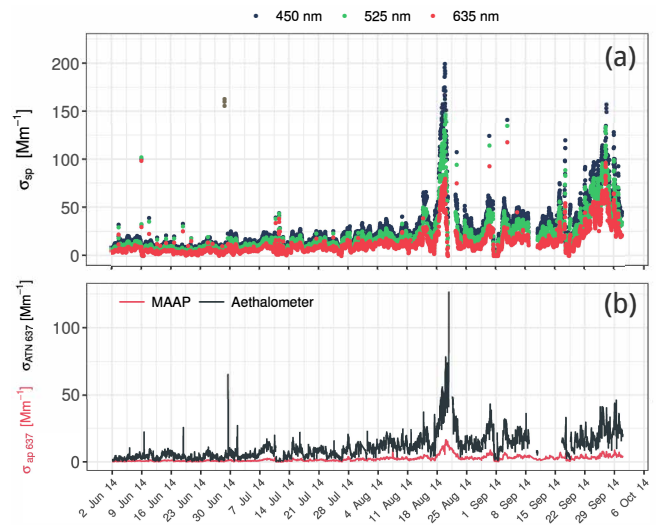 450 nm 525 nm 635 nm
(a)
200
150
100
50
0
σsp [Mm−1]
(b)
MAAP Aethalometer
100
50
0
σATN 637 [Mm−1]
σ ap 637 [Mm−1]
2 Jun 14
9 Jun 14
16 Jun 14
23 Jun 14
30 Jun 14
7 Jul 14
14 Jul 14
21 Jul 14
28 Jul 14
4 Aug 14
11 Aug 14
18 Aug 14
25 Aug 14
1 Sep 14
8 Sep 14
15 Sep 14
22 Sep 14
29 Sep 14
6 Oct 14